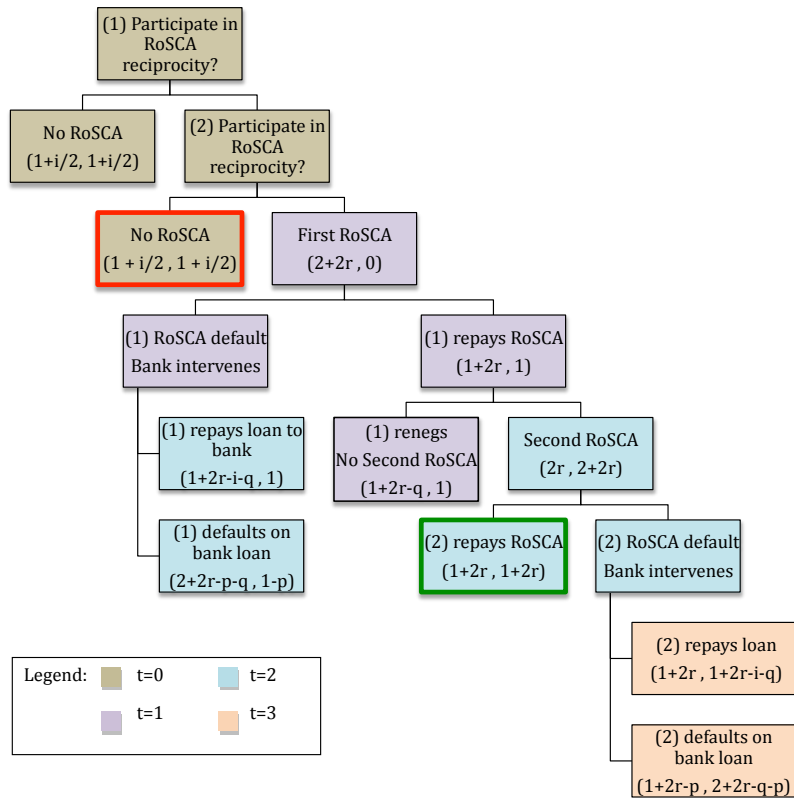 (1) Participate in
RoSCA
reciprocity?
No RoSCA
(1+i/2, 1+i/2)
(2) Participate in
RoSCA
reciprocity?
No RoSCA
(1 + i/2 , 1 + i/2)
First RoSCA
(2+2r , 0)
(1) RoSCA default
Bank intervenes
(1) repays RoSCA
(1+2r , 1)
(1) repays loan to
bank
(1+2r-i-q , 1)
(1) renegs
No Second RoSCA
(1+2r-q , 1)
Second RoSCA
(2r , 2+2r)
(1) defaults on
bank loan
(2+2r-p-q , 1-p)
(2) repays RoSCA
(1+2r , 1+2r)
(2) RoSCA default
Bank intervenes
(2) repays loan
(1+2r , 1+2r-i-q)
(2) defaults on
bank loan
(1+2r-p , 2+2r-q-p)
Legend: t=0 t=2
t=1 t=3